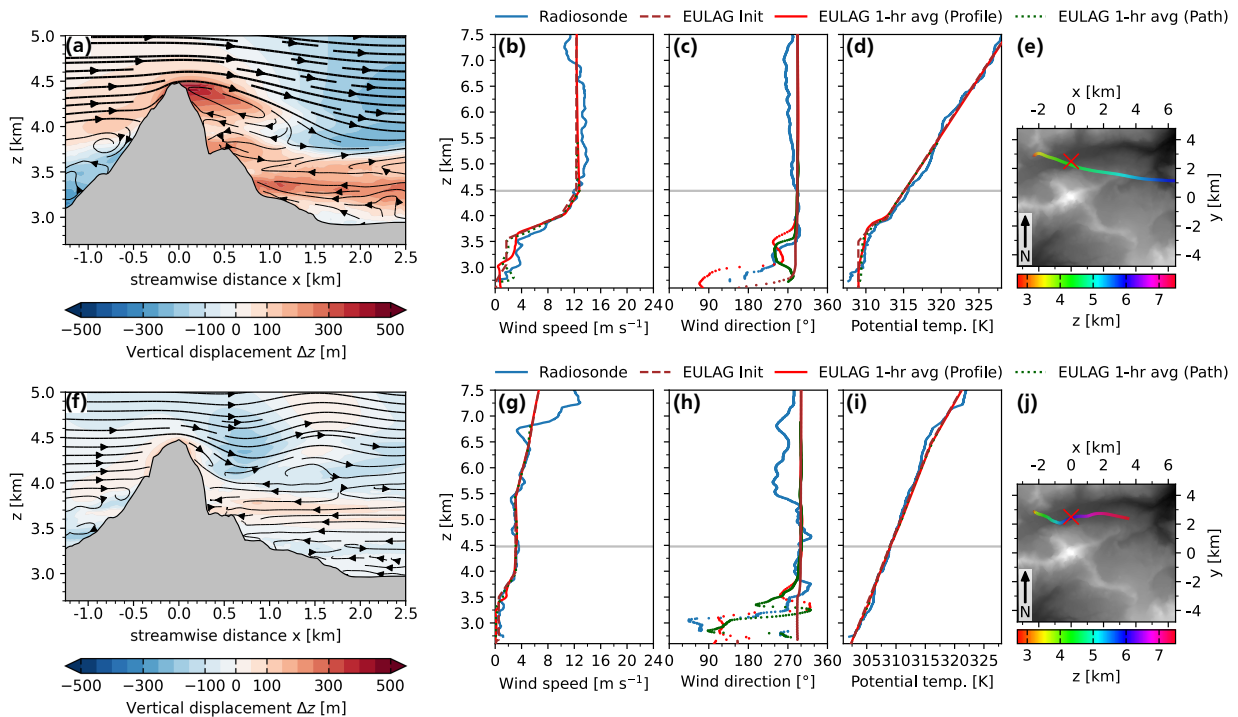 Radiosonde EULAG Init EULAG 1-hr avg (Profile) EULAG 1-hr avg (Path)
(a)
5.0
4.5
4.0
3.5
3.0
z [km]
-1.0 -0.5 0.0 0.5 1.0 1.5 2.0 2.5
streamwise distance x [km]
−500 −300 −100 0 100 300 500
Vertical displacement Δz [m]
(b)
7.5
7.0
6.5
6.0
5.5
5.0
4.5
4.0
3.5
3.0
z [km]
0 4 8 12 16 20 24
Wind speed [m s⁻¹]
(c)
90 180 270 360
Wind direction [°]
(d)
310 315 320 325
Potential temp. [K]
(e)
x [km]
-2 0 2 4 6
4
2
0
-2
-4
y [km]
N
3 4 5 6 7
z [km]
Radiosonde EULAG Init EULAG 1-hr avg (Profile) EULAG 1-hr avg (Path)
(f)
5.0
4.5
4.0
3.5
3.0
z [km]
-1.0 -0.5 0.0 0.5 1.0 1.5 2.0 2.5
streamwise distance x [km]
−500 −300 −100 0 100 300 500
Vertical displacement Δz [m]
(g)
7.5
7.0
6.5
6.0
5.5
5.0
4.5
4.0
3.5
3.0
z [km]
0 4 8 12 16 20 24
Wind speed [m s⁻¹]
(h)
0 90 180 270 360
Wind direction [°]
(i)
305 310 315 320 325
Potential temp. [K]
(j)
x [km]
-2 0 2 4 6
4
2
0
-2
-4
y [km]
N
3 4 5 6 7
z [km]